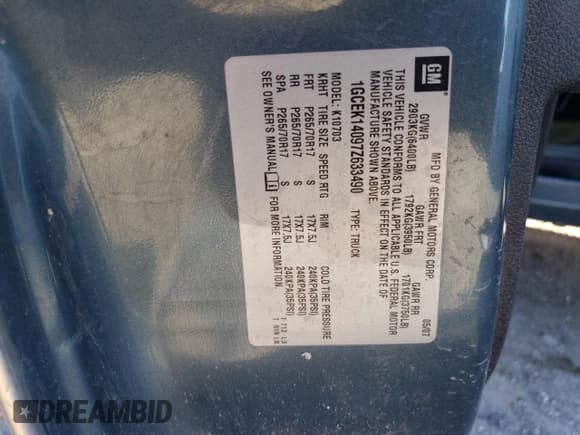 GM
MFD BY GENERAL MOTORS CORP.
05/07
GVWR GAWR FRT GAWR RR
2903KG(6400LB) 1792KG(3950LB) 1701KG(3750LB)
THIS VEHICLE CONFORMS TO ALL APPLICABLE U.S. FEDERAL MOTOR
VEHICLE SAFETY STANDARDS IN EFFECT ON THE DATE OF
MANUFACTURE SHOWN ABOVE.
1GCEK14097Z633490 TYPE: TRUCK
MODEL: K10703
KRHT TIRE SIZE SPEED RTG RIM COLD TIRE PRESSURE
FRT P265/70R17 S 17X7.5J 240KPA(35PSI)
RR P265/70R17 S 17X7.5J 240KPA(35PSI)
SPA P265/70R17 S 17X7.5J 240KPA(35PSI)
SEE OWNER'S MANUAL FOR MORE INFORMATION.
DREAMBID